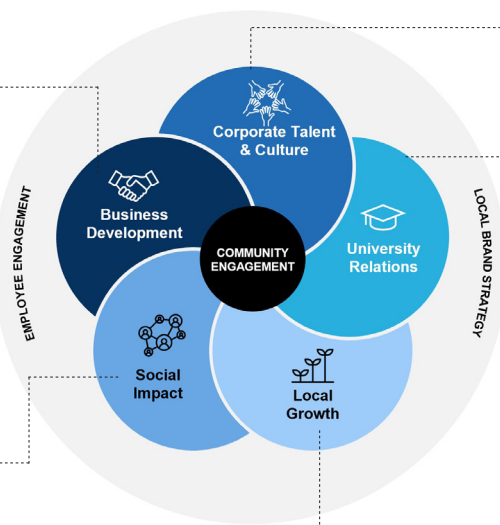 Corporate Talent
& Culture
Business
Development
University
Relations
COMMUNITY
ENGAGEMENT
EMPLOYEE ENGAGEMENT
LOCAL BRAND STRATEGY
Social
Impact
Local
Growth